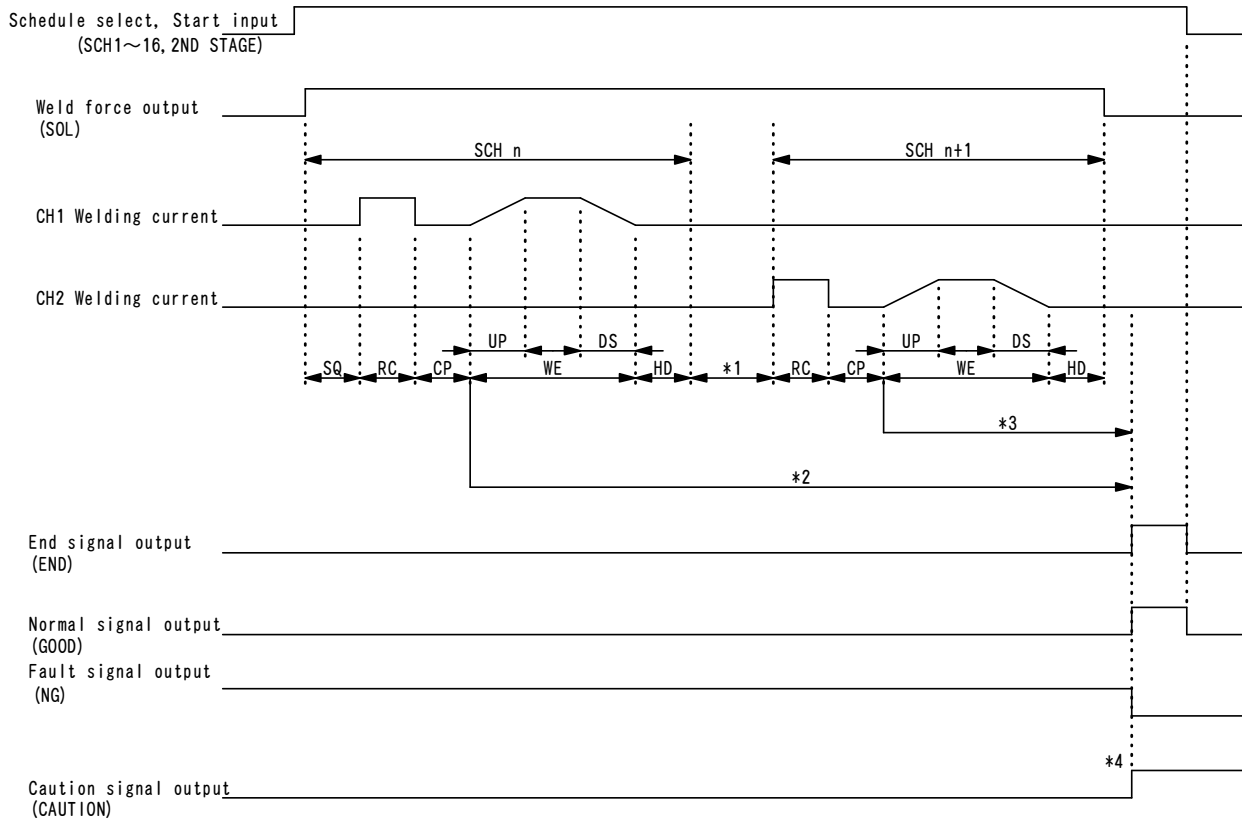 Schedule select, Start input
(SCH1～16, 2ND STAGE)
Weld force output
(SOL)
SCH n
SCH n+1
CH1 Welding current
CH2 Welding current
UP
DS
UP
DS
SQ
RC
CP
WE
HD
*1
RC
CP
WE
HD
*3
*2
End signal output
(END)
Normal signal output
(GOOD)
Fault signal output
(NG)
*4
Caution signal output
(CAUTION)